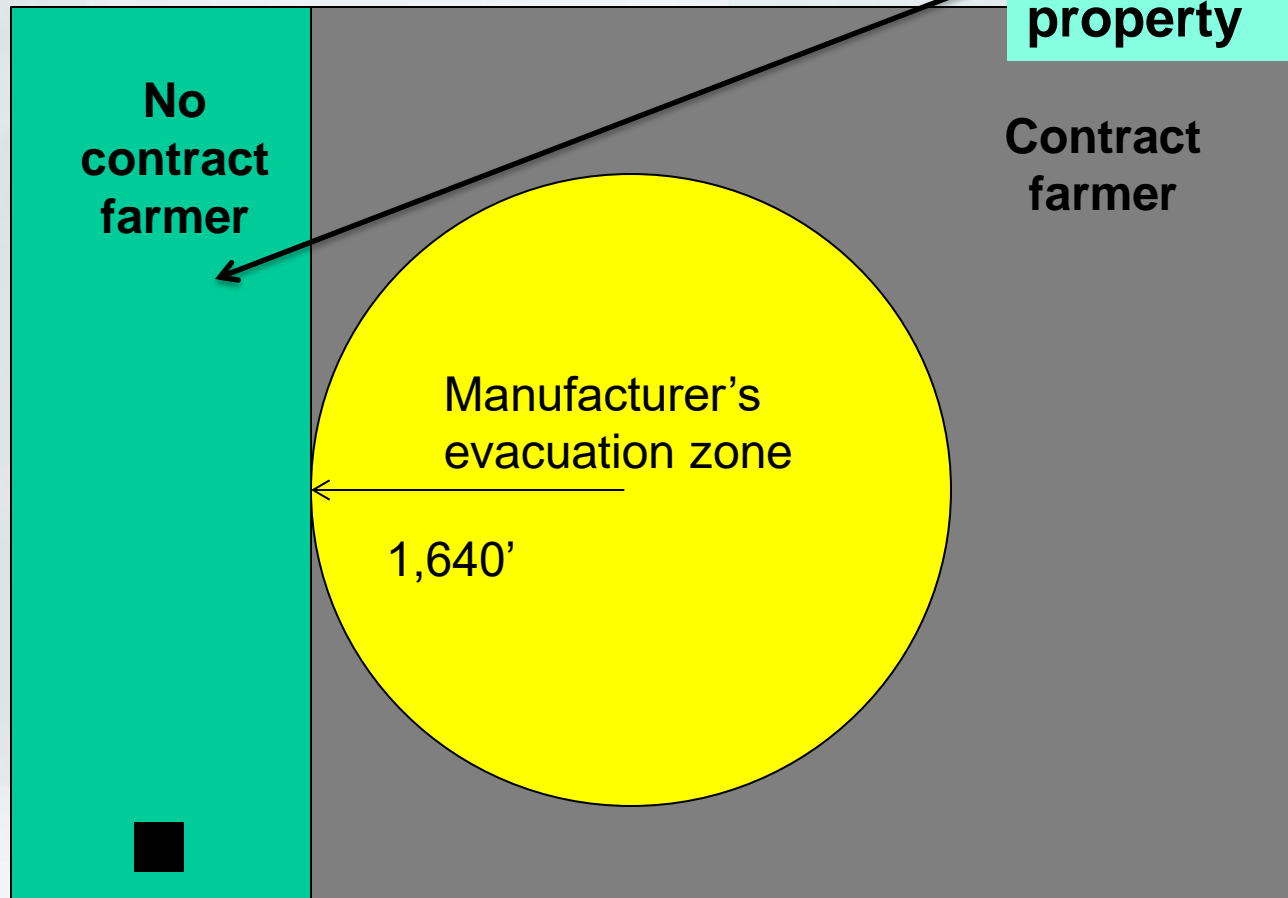 property
No
contract
farmer
Contract
farmer
Manufacturer’s
evacuation zone
1,640’